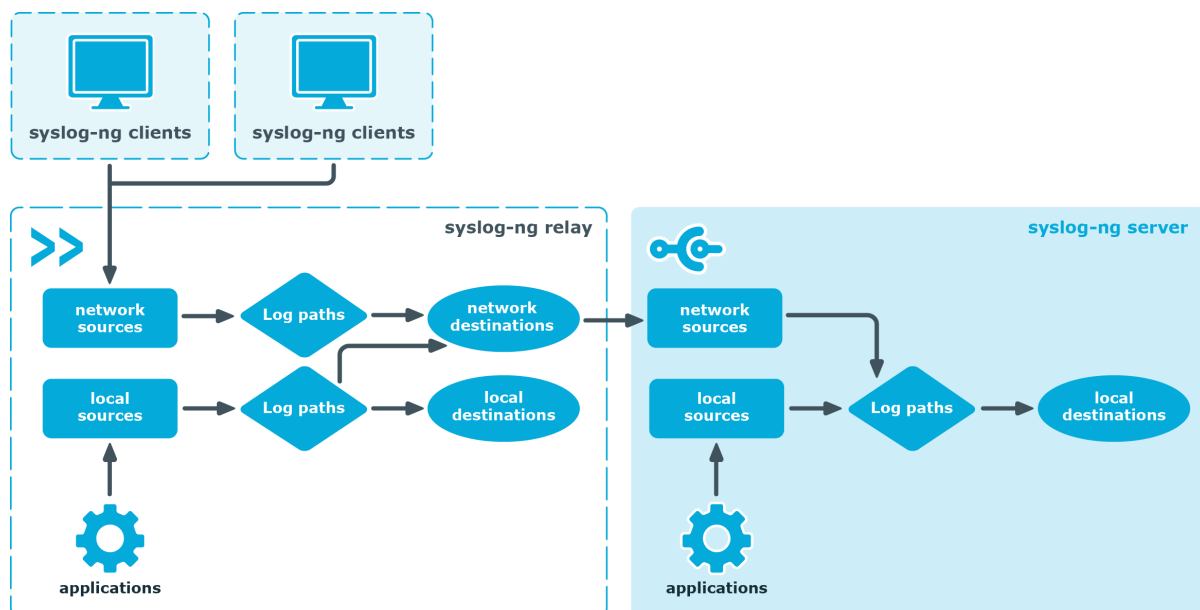 syslog-ng clients
syslog-ng clients
syslog-ng relay
network
sources
Log paths
network
destinations
local
sources
Log paths
local
destinations
applications
syslog-ng server
network
sources
local
sources
Log paths
local
destinations
applications